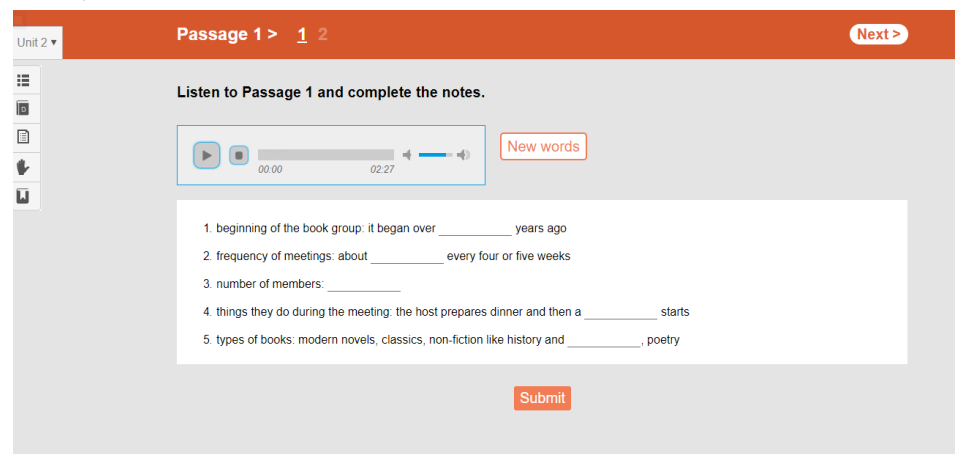 Passage 1 > 1 2
Next >
Unit 2 ▾
Listen to Passage 1 and complete the notes.
New words
00:00
02:27
1. beginning of the book group: it began over ___________ years ago
2. frequency of meetings: about ___________ every four or five weeks
3. number of members: ___________
4. things they do during the meeting: the host prepares dinner and then a ___________ starts
5. types of books: modern novels, classics, non-fiction like history and ___________, poetry
Submit